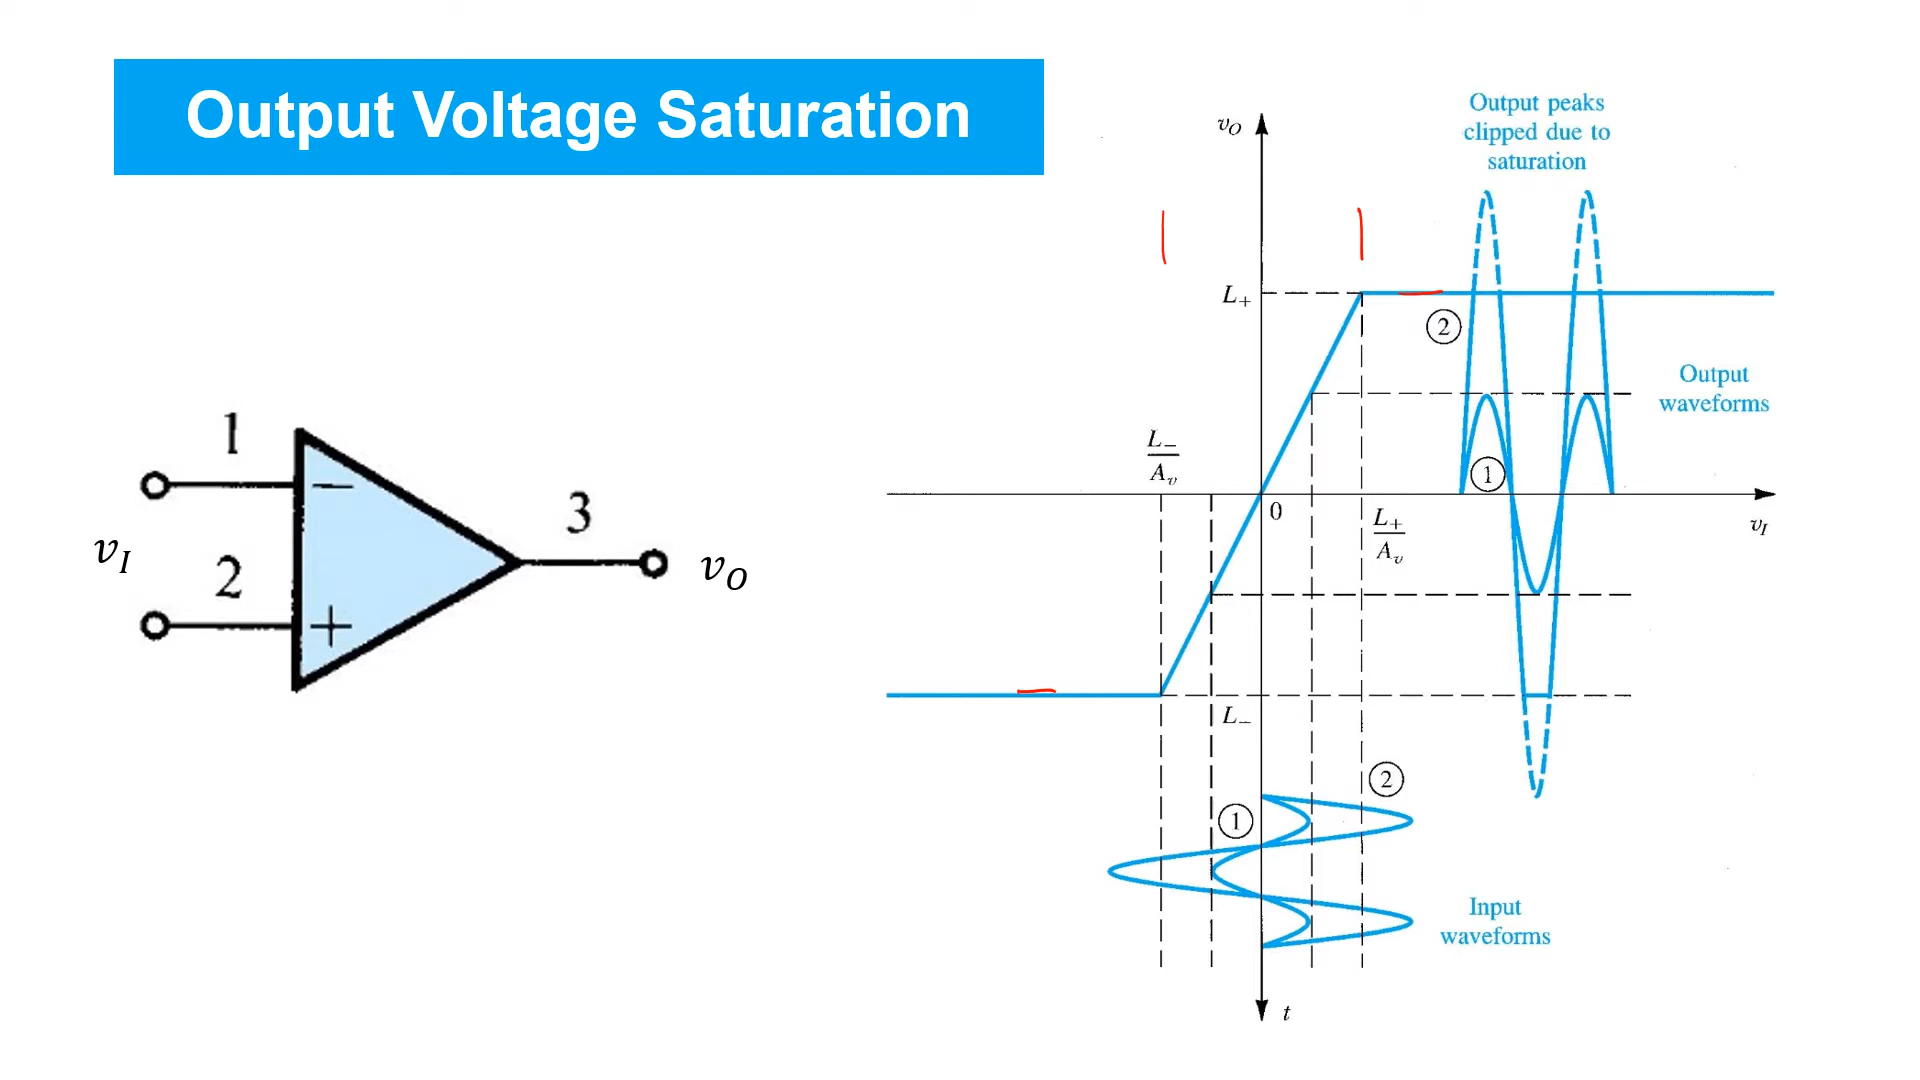 Output Voltage Saturation
1
2
3
−
+
v_I
v_O
v_O
Output peaks
clipped due to
saturation
L_+
2
Output
waveforms
L_−
A_v
1
0
L_+
A_v
v_I
L_−
2
1
Input
waveforms
t